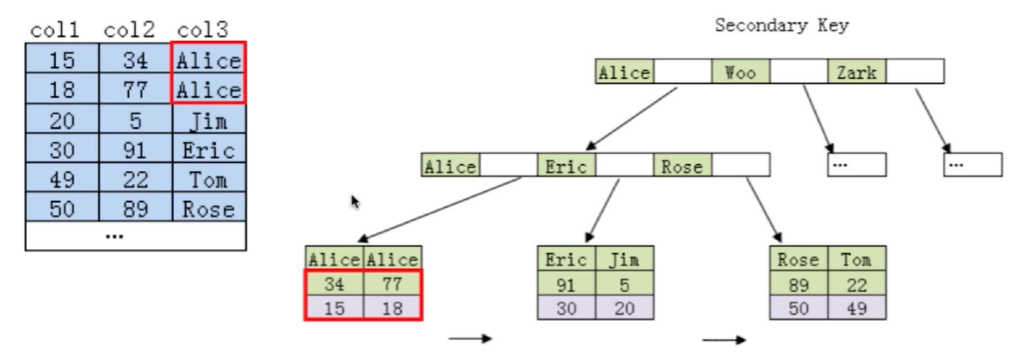 Secondary Key
col1 col2 col3
15 34 Alice
18 77 Alice
20 5 Jim
30 91 Eric
49 22 Tom
50 89 Rose
...
Alice Woo Zark
Alice Eric Rose
...
...
Alice Alice
34 77
15 18
Eric Jim
91 5
30 20
Rose Tom
89 22
50 49